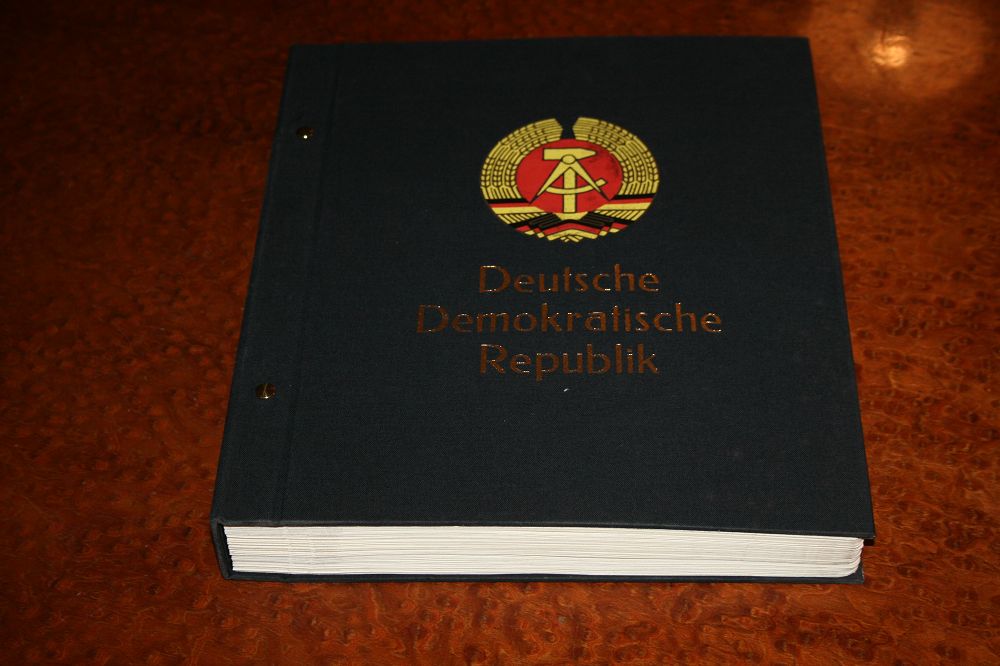 Deutsche
Demokratische
Republik